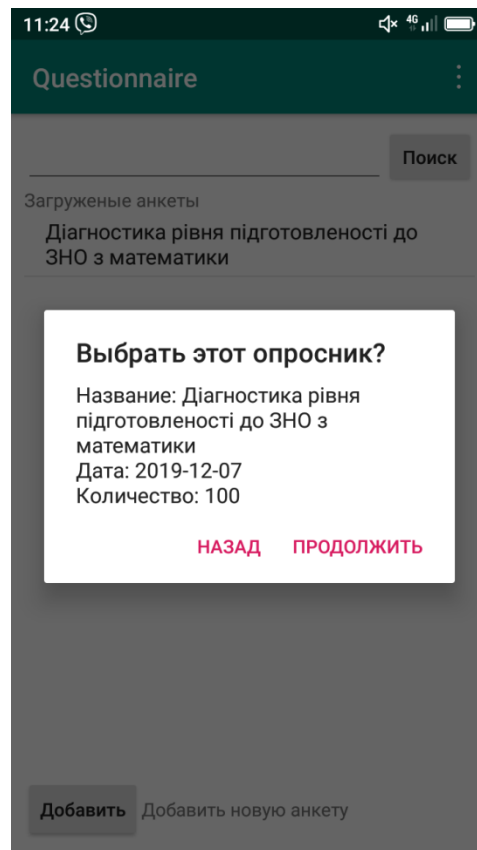 11:24
4G
Questionnaire
Поиск
Загруженые анкеты
Діагностика рівня підготовленості до
ЗНО з математики
Выбрать этот опросник?
Название: Діагностика рівня
підготовленості до ЗНО з
математики
Дата: 2019-12-07
Количество: 100
НАЗАД ПРОДОЛЖИТЬ
Добавить Добавить новую анкету